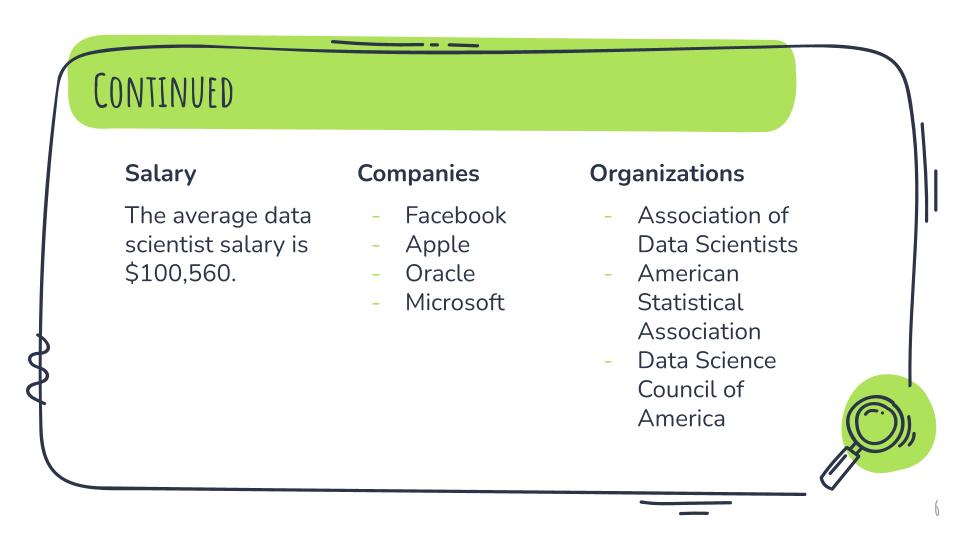 Continued
Salary
The average data
scientist salary is
$100,560.
Companies
- Facebook
- Apple
- Oracle
- Microsoft
Organizations
- Association of
Data Scientists
- American
Statistical
Association
- Data Science
Council of
America
6